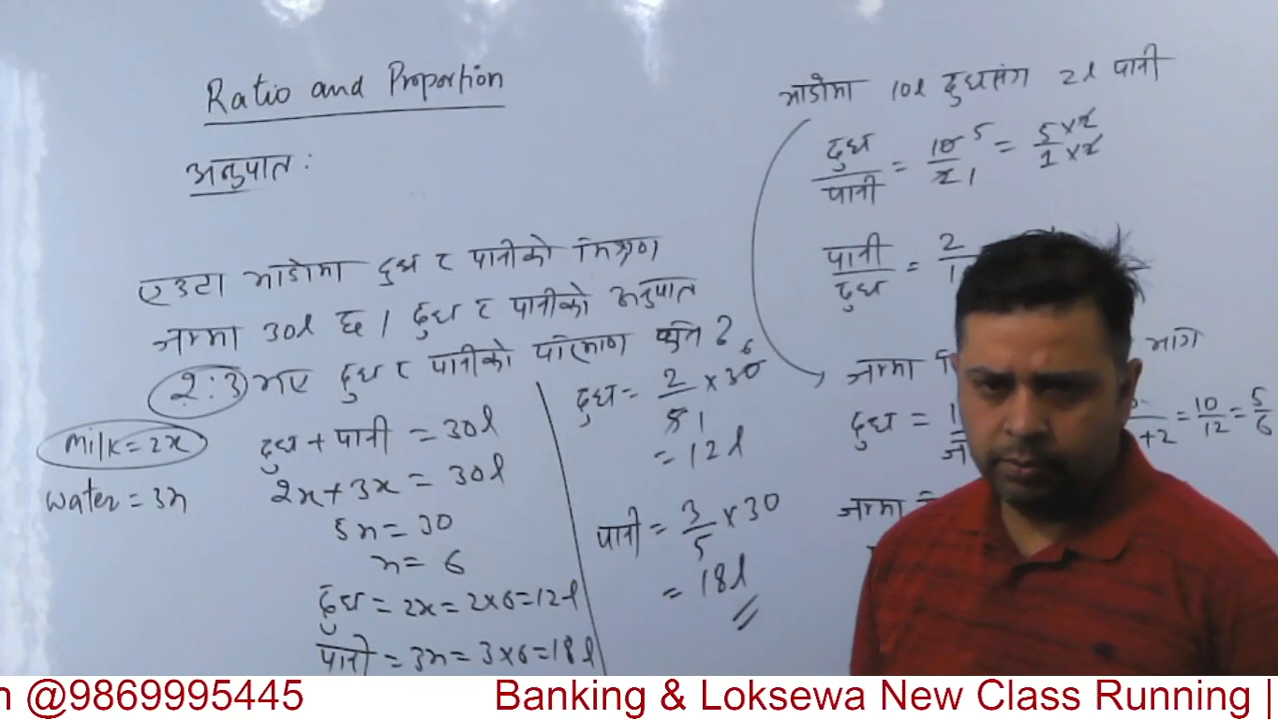 Ratio and Proportion
अनुपात :
एउटा भाडोमा दुध र पानीको मिश्रण
जम्मा 30l छ । दुध र पानीको अनुपात
2:3 भए दुध र पानीको परिमाण कति ?
milk = 2x
water = 3x
दुध + पानी = 30l
2x + 3x = 30l
5x = 30
x = 6
दुध = 2x = 2×6 = 12l
पानी = 3x = 3×6 = 18l
दुध = 2/5 × 30 6
1
= 12l
पानी = 3/5 × 30
= 18l
भाडोमा 10l दुधसंग 2l पानी
दुध/पानी = 10/2 5 1 = 5×2/1×2
पानी/दुध = 2
जम्मा भाग
दुध = +2 = 10/12 = 5/6
जम्मा
n @9869995445 Banking & Loksewa New Class Running |